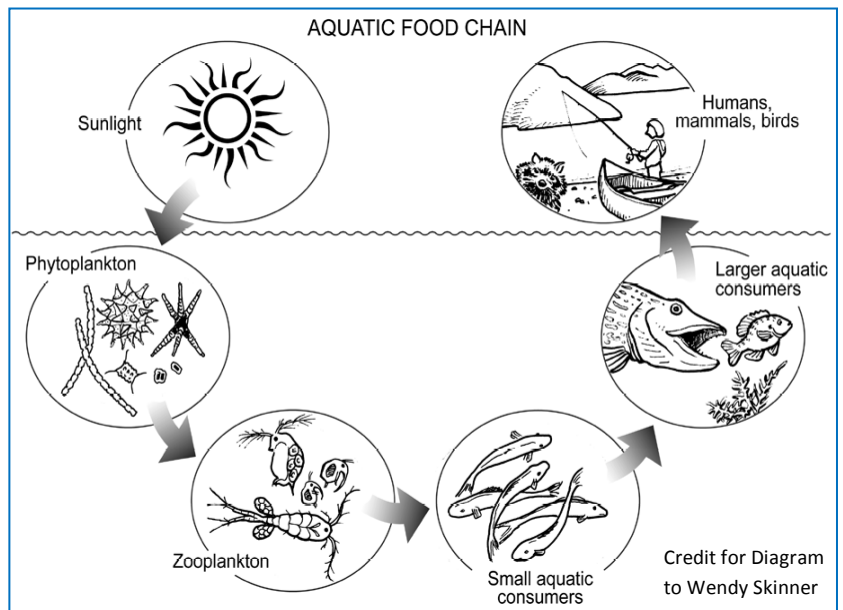 AQUATIC FOOD CHAIN
Sunlight
Humans,
mammals, birds
Phytoplankton
Larger aquatic
consumers
Zooplankton
Small aquatic
consumers
Credit for Diagram
to Wendy Skinner